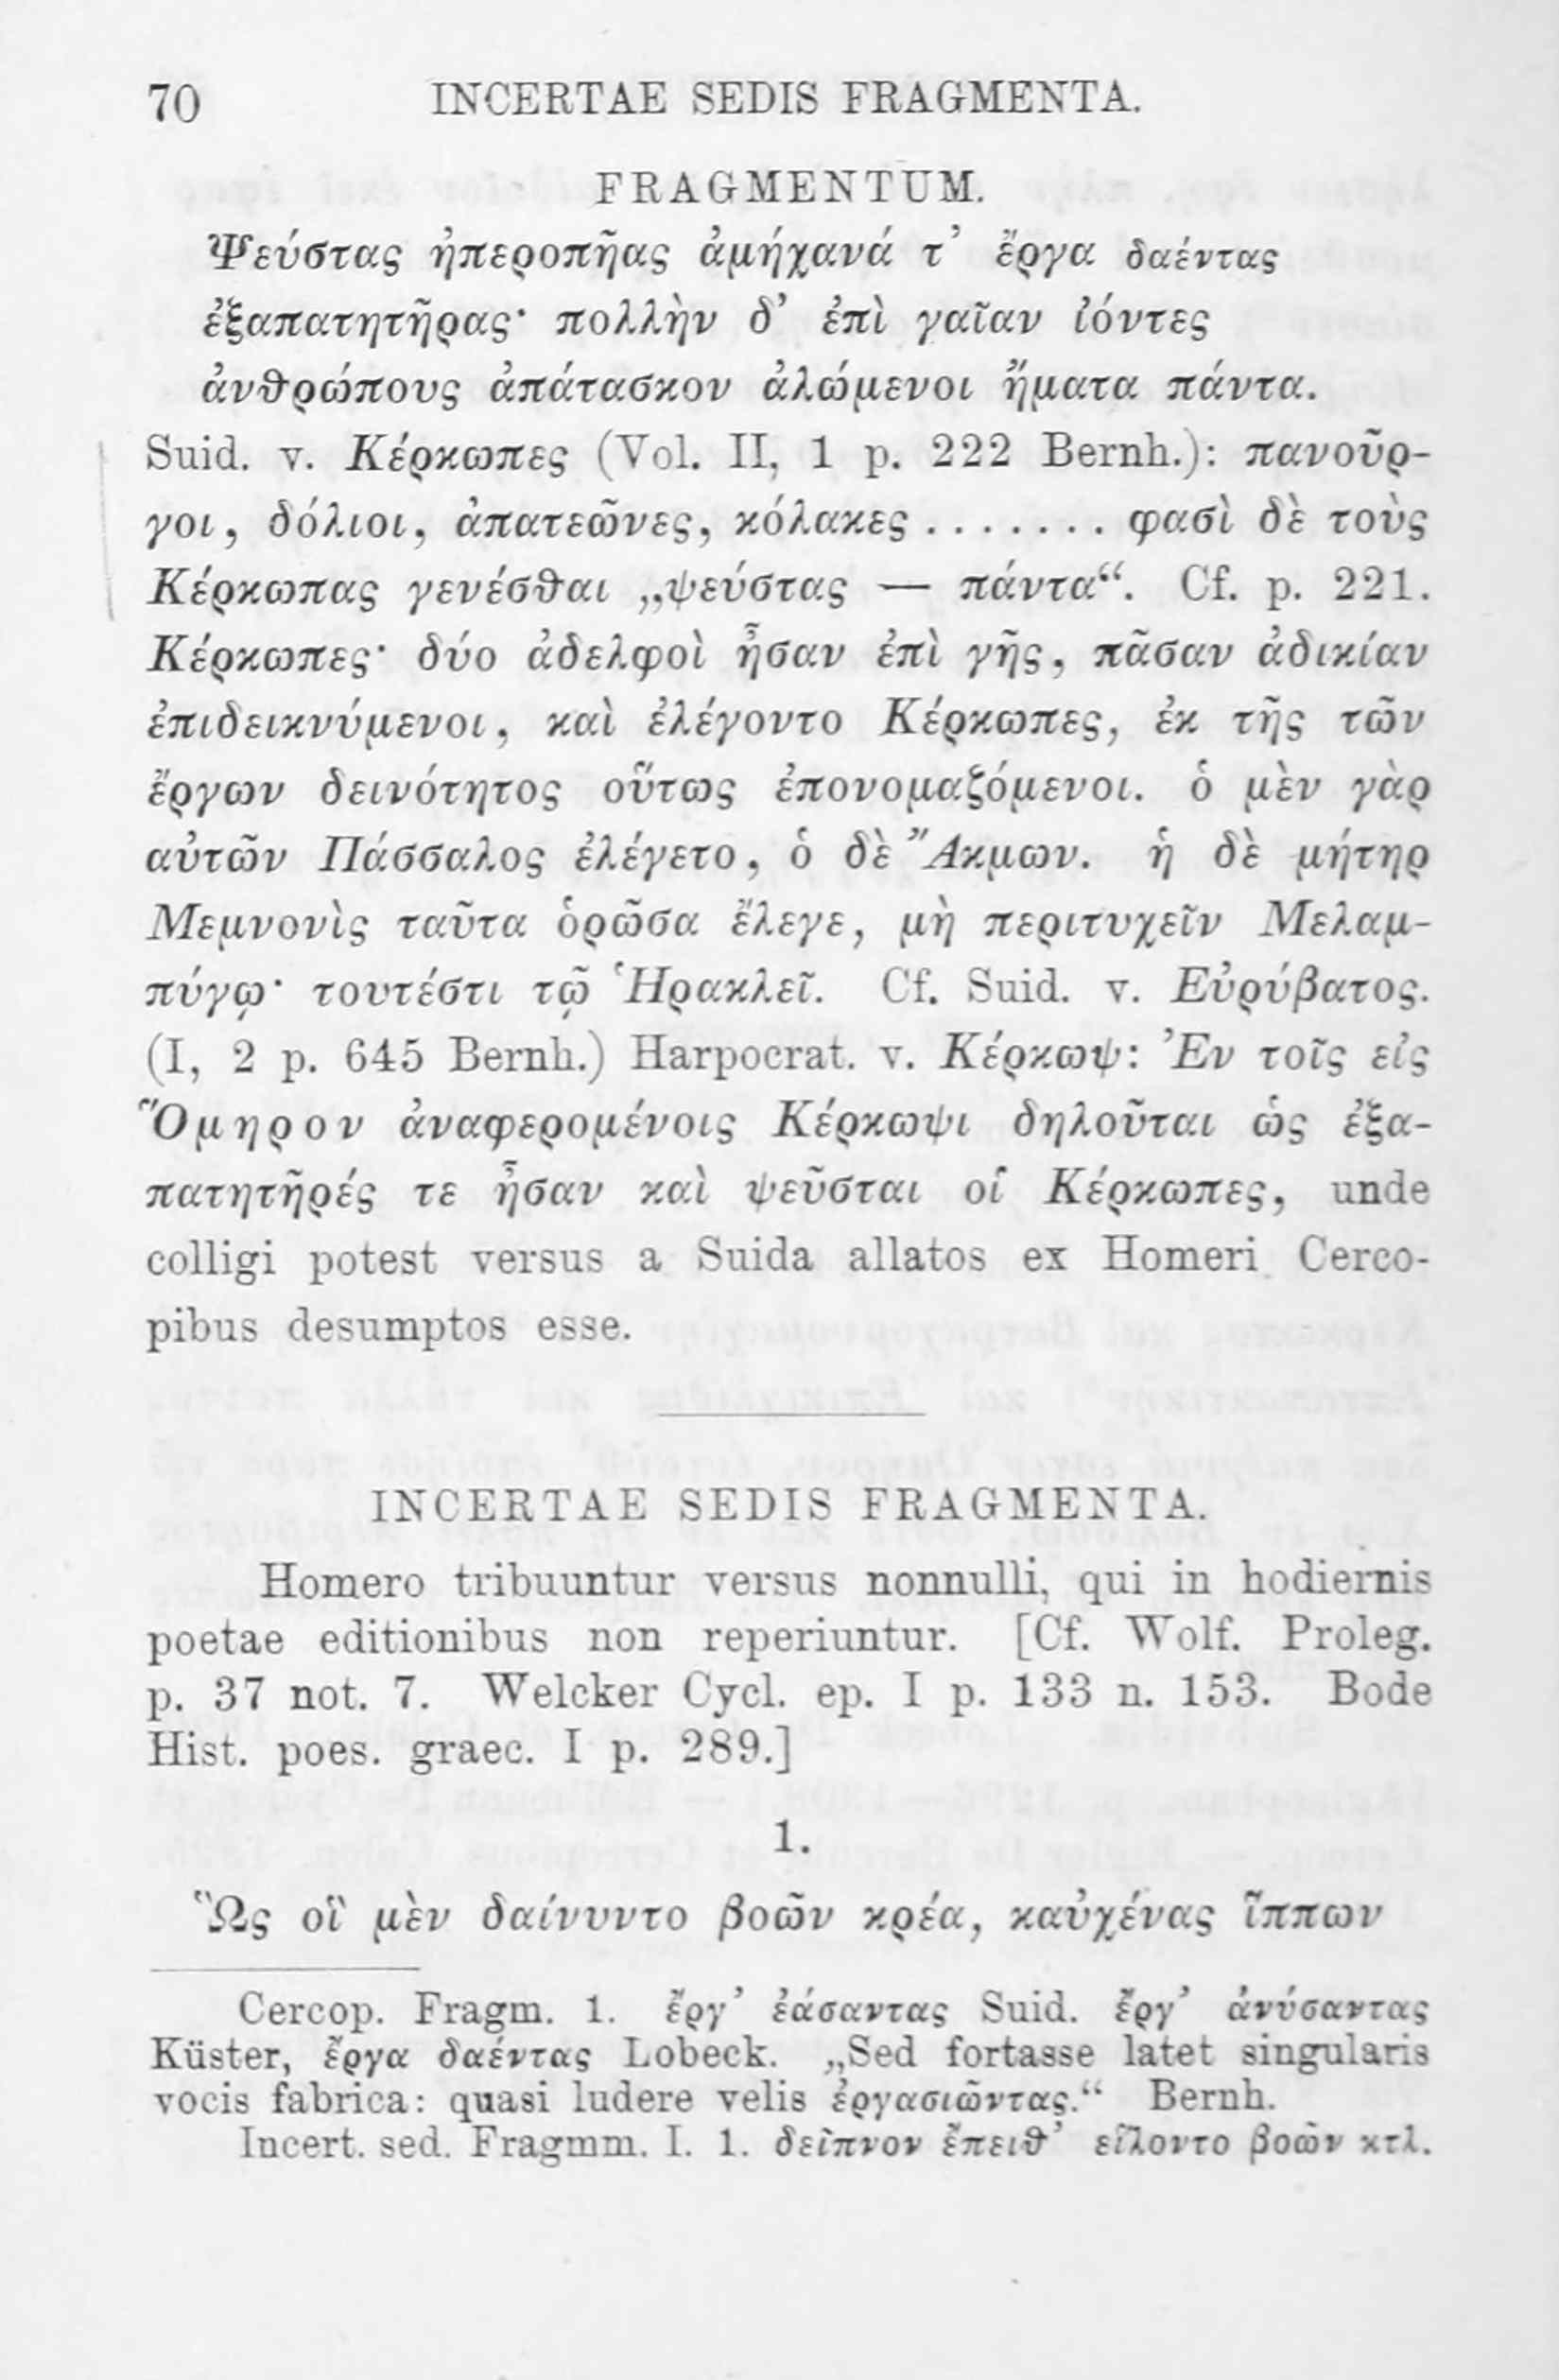 70 INCERTAE SEDIS FRAGMENTA.
FRAGMENTUM.
Ψεύστας ἠπεροπῆας ἀμήχανά τ’ ἔργα δαέντας
ἐξαπατητῆρας· πολλὴν δ’ ἐπὶ γαῖαν ἰόντες
ἀνθρώπους ἀπάτασκον ἀλώμενοι ἤματα πάντα.
Suid. v. Κέρκωπες (Vol. II, 1 p. 222 Bernh.): πανοῦρ-
γοι, δόλιοι, ἀπατεῶνες, κόλακες ....... φασὶ δὲ τοὺς
Κέρκωπας γενέσθαι „ψεύστας — πάντα“. Cf. p. 221.
Κέρκωπες· δύο ἀδελφοὶ ἦσαν ἐπὶ γῆς, πᾶσαν ἀδικίαν
ἐπιδεικνύμενοι, καὶ ἐλέγοντο Κέρκωπες, ἐκ τῆς τῶν
ἔργων δεινότητος οὕτως ἐπονομαζόμενοι. ὁ μὲν γὰρ
αὐτῶν Πάσσαλος ἐλέγετο, ὁ δὲ Ἄκμων. ἡ δὲ μήτηρ
Μεμνονὶς ταῦτα ὁρῶσα ἔλεγε, μὴ περιτυχεῖν Μελαμ-
πύγῳ· τουτέστι τῷ Ἡρακλεῖ. Cf. Suid. v. Εὐρύβατος.
(I, 2 p. 645 Bernh.) Harpocrat. v. Κέρκωψ: Ἐν τοῖς εἰς
Ὅμηρον ἀναφερομένοις Κέρκωψι δηλοῦται ὡς ἐξα-
πατητῆρές τε ἦσαν καὶ ψεῦσται οἱ Κέρκωπες, unde
colligi potest versus a Suida allatos ex Homeri Cerco-
pibus desumptos esse.
INCERTAE SEDIS FRAGMENTA.
Homero tribuuntur versus nonnulli, qui in hodiernis
poetae editionibus non reperiuntur. [Cf. Wolf. Proleg.
p. 37 not. 7. Welcker Cycl. ep. I p. 133 n. 153. Bode
Hist. poes. graec. I p. 289.]
1.
Ὣς οἳ μὲν δαίνυντο βοῶν κρέα, καὐχένας ἵππων
Cercop. Fragm. 1. ἔργ’ ἐάσαντας Suid. ἔργ’ ἀνύσαντας
Küster, ἔργα δαέντας Lobeck. „Sed fortasse latet singularis
vocis fabrica: quasi ludere velis ἐργασιῶντας.“ Bernh.
Incert. sed. Fragmm. I. 1. δεῖπνον ἔπειθ’ εἵλοντο βοῶν κτλ.